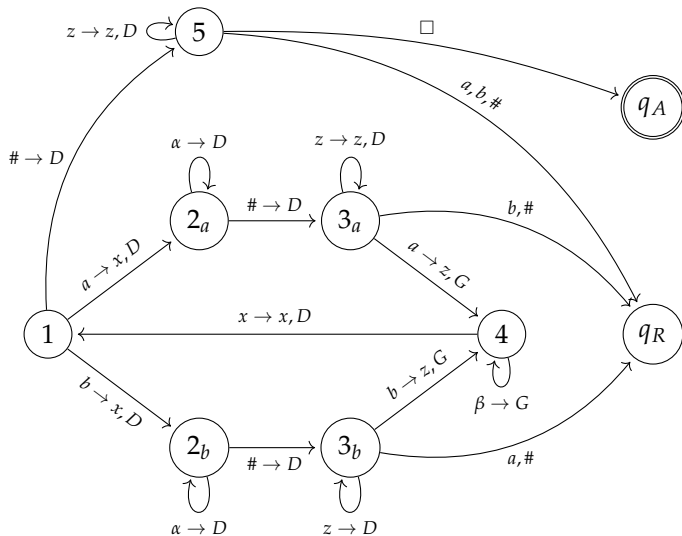 z → z, D
5
□
a, b, #
q_A
# → D
α → D
z → z, D
2_a
# → D
3_a
b, #
a → x, D
a → z, G
x → x, D
1
4
q_R
b → x, D
b → z, G
β → G
2_b
# → D
3_b
a, #
α → D
z → D